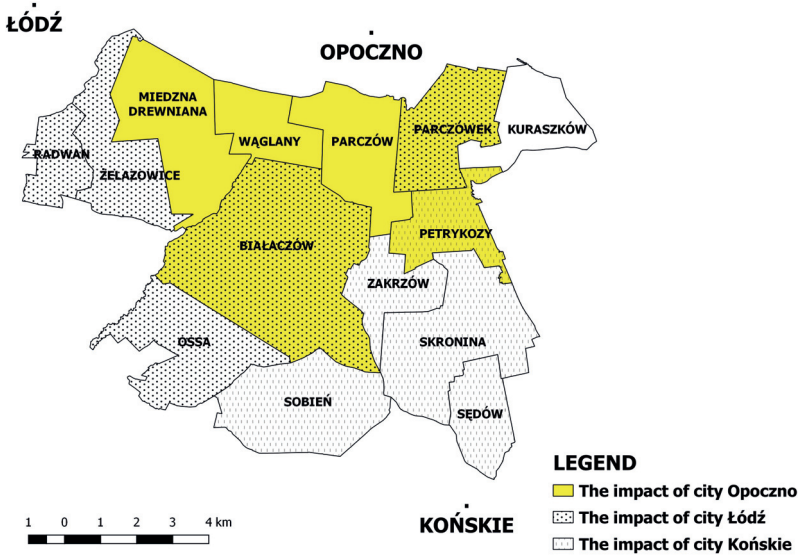 ŁÓDŹ
OPOCZNO
MIEDZNA
DREWNIANA
WĄGLANY
PARCZÓW
PARCZÓWEK
KURASZKÓW
RADWAN
ŻELAZOWICE
BIAŁACZÓW
PETRYKOZY
ZAKRZÓW
OSSA
SKRONINA
SOBIEŃ
SĘDÓW
LEGEND
The impact of city Opoczno
The impact of city Łódź
The impact of city Końskie
KOŃSKIE
1 0 1 2 3 4 km